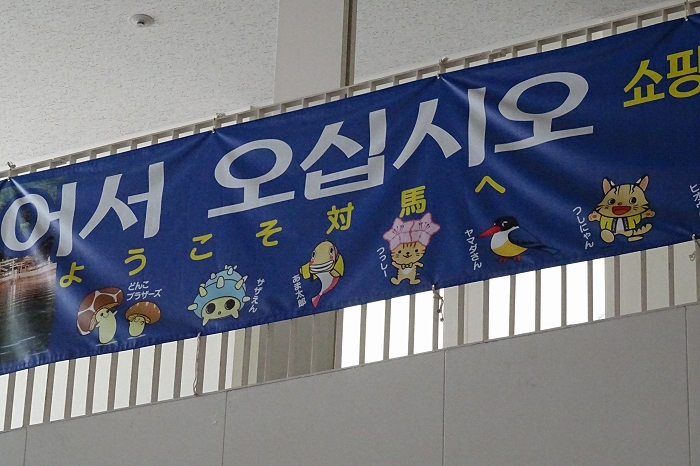 어서 오십시오 쇼핑
ようこそ対馬へ
どんこ
ブラザーズ
サザえん
あま太郎
つっしー
ヤマダさん
つしにゃん